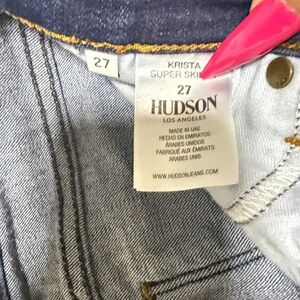 27
KRISTA
SUPER SKI
27
HUDSON
LOS ANGELES
MADE IN UAE
HECHO EN EMIRATOS
ÁRABES UNIDOS
FABRIQUÉ AUX ÉMIRATS
ARABES UNIS
WWW.HUDSONJEANS.COM